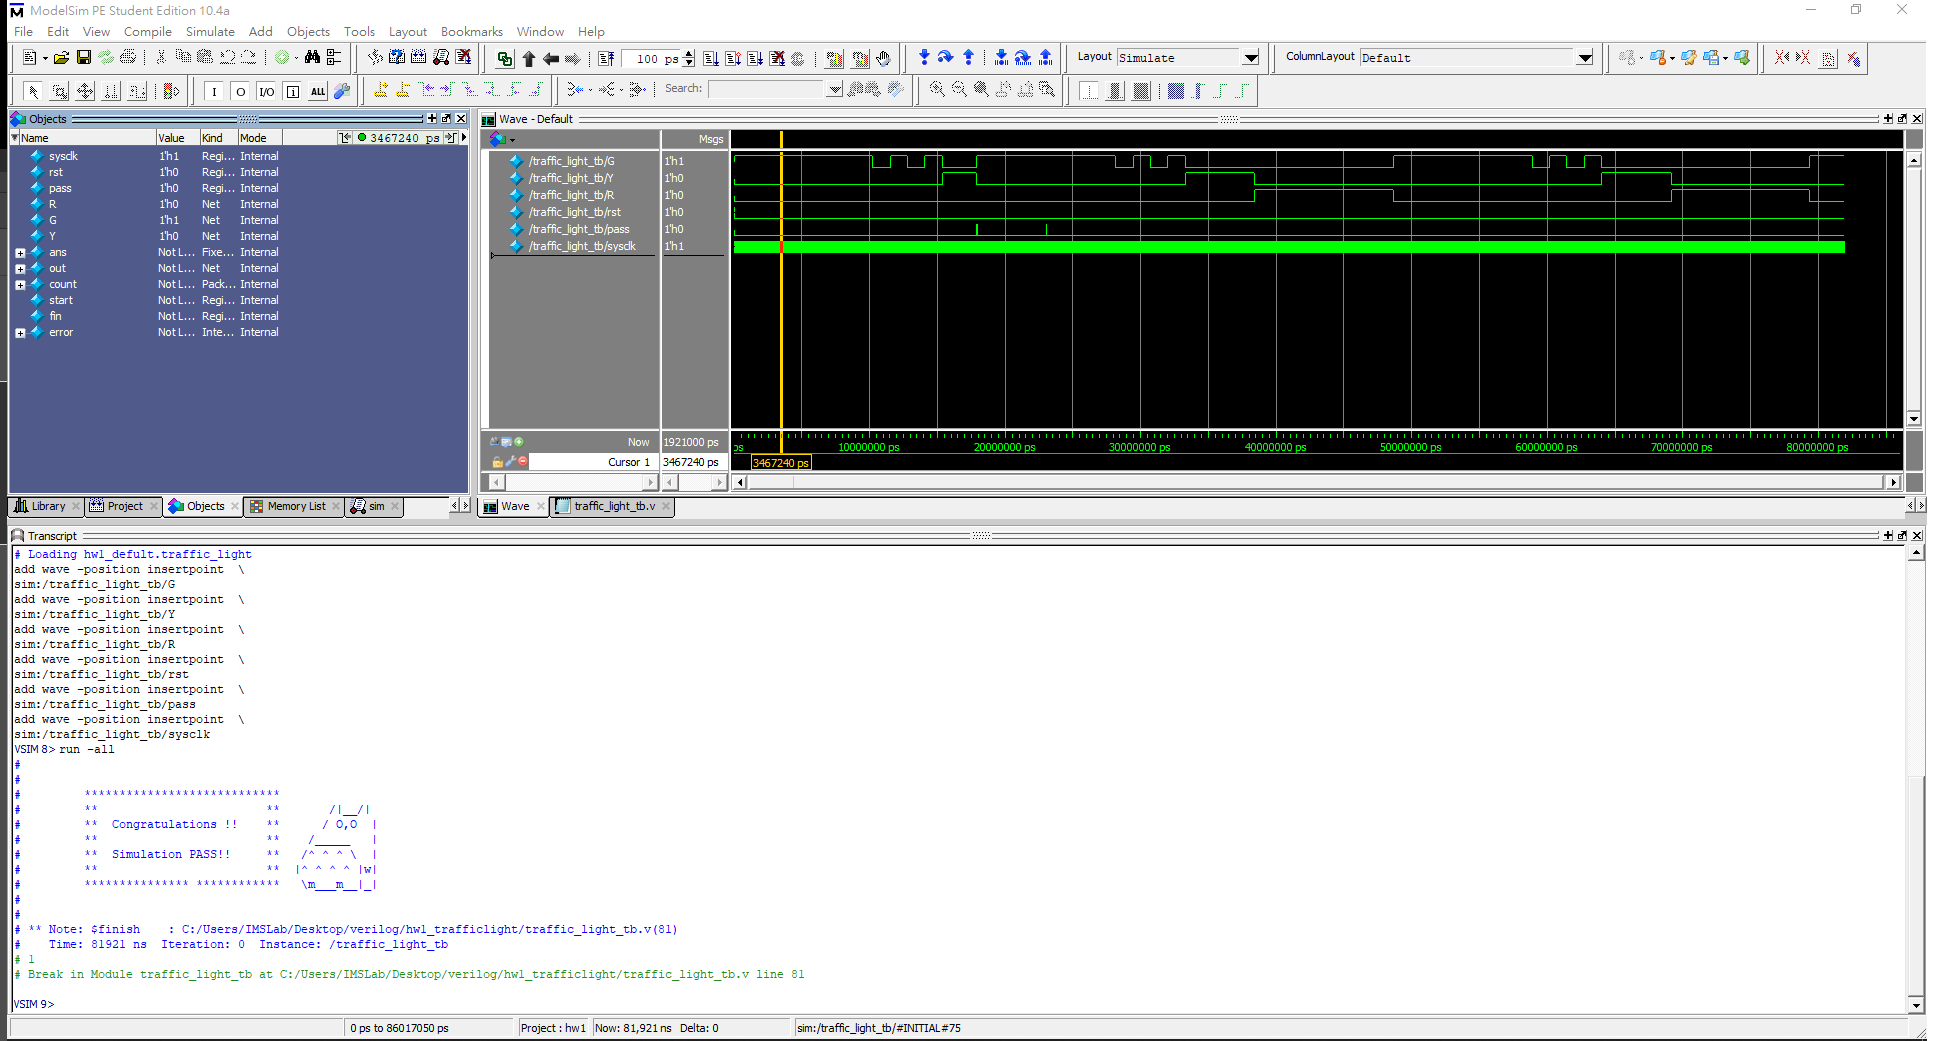 ModelSim PE Student Edition 10.4a
File Edit View Compile Simulate Add Objects Tools Layout Bookmarks Window Help
100 ps
Layout Simulate
ColumnLayout Default
I O I/O i ALL
Search:
Objects
Name Value Kind Mode 3467240 ps
sysclk 1'h1 Regi... Internal
rst 1'h0 Regi... Internal
pass 1'h0 Regi... Internal
R 1'h0 Net Internal
G 1'h1 Net Internal
Y 1'h0 Net Internal
ans Not L... Fixe... Internal
out Not L... Net Internal
count Not L... Pack... Internal
start Not L... Regi... Internal
fin Not L... Regi... Internal
error Not L... Inte... Internal
Library Project Objects Memory List sim
Wave - Default
Msgs
/traffic_light_tb/G 1'h1
/traffic_light_tb/Y 1'h0
/traffic_light_tb/R 1'h0
/traffic_light_tb/rst 1'h0
/traffic_light_tb/pass 1'h0
/traffic_light_tb/sysclk 1'h1
Now 1921000 ps
ps 10000000 ps 20000000 ps 30000000 ps 40000000 ps 50000000 ps 60000000 ps 70000000 ps 80000000 ps
Cursor 1 3467240 ps
3467240 ps
Wave traffic_light_tb.v
Transcript
# Loading hw1_defult.traffic_light
add wave -position insertpoint \
sim:/traffic_light_tb/G
add wave -position insertpoint \
sim:/traffic_light_tb/Y
add wave -position insertpoint \
sim:/traffic_light_tb/R
add wave -position insertpoint \
sim:/traffic_light_tb/rst
add wave -position insertpoint \
sim:/traffic_light_tb/pass
add wave -position insertpoint \
sim:/traffic_light_tb/sysclk
VSIM 8> run -all
#
#
#         ****************************
#         **                        **       /|__/|
#         **  Congratulations !!    **      / O,O  |
#         **                        **    /_____   |
#         **  Simulation PASS!!     **   /^ ^ ^ \  |
#         **                        **  |^ ^ ^ ^ |w|
#         *************** ************   \m___m__|_|
#
#
# ** Note: $finish    : C:/Users/IMSLab/Desktop/verilog/hw1_trafficlight/traffic_light_tb.v(81)
#    Time: 81921 ns  Iteration: 0  Instance: /traffic_light_tb
# 1
# Break in Module traffic_light_tb at C:/Users/IMSLab/Desktop/verilog/hw1_trafficlight/traffic_light_tb.v line 81
VSIM 9>
0 ps to 86017050 ps
Project : hw1
Now: 81,921 ns Delta: 0
sim:/traffic_light_tb/#INITIAL#75